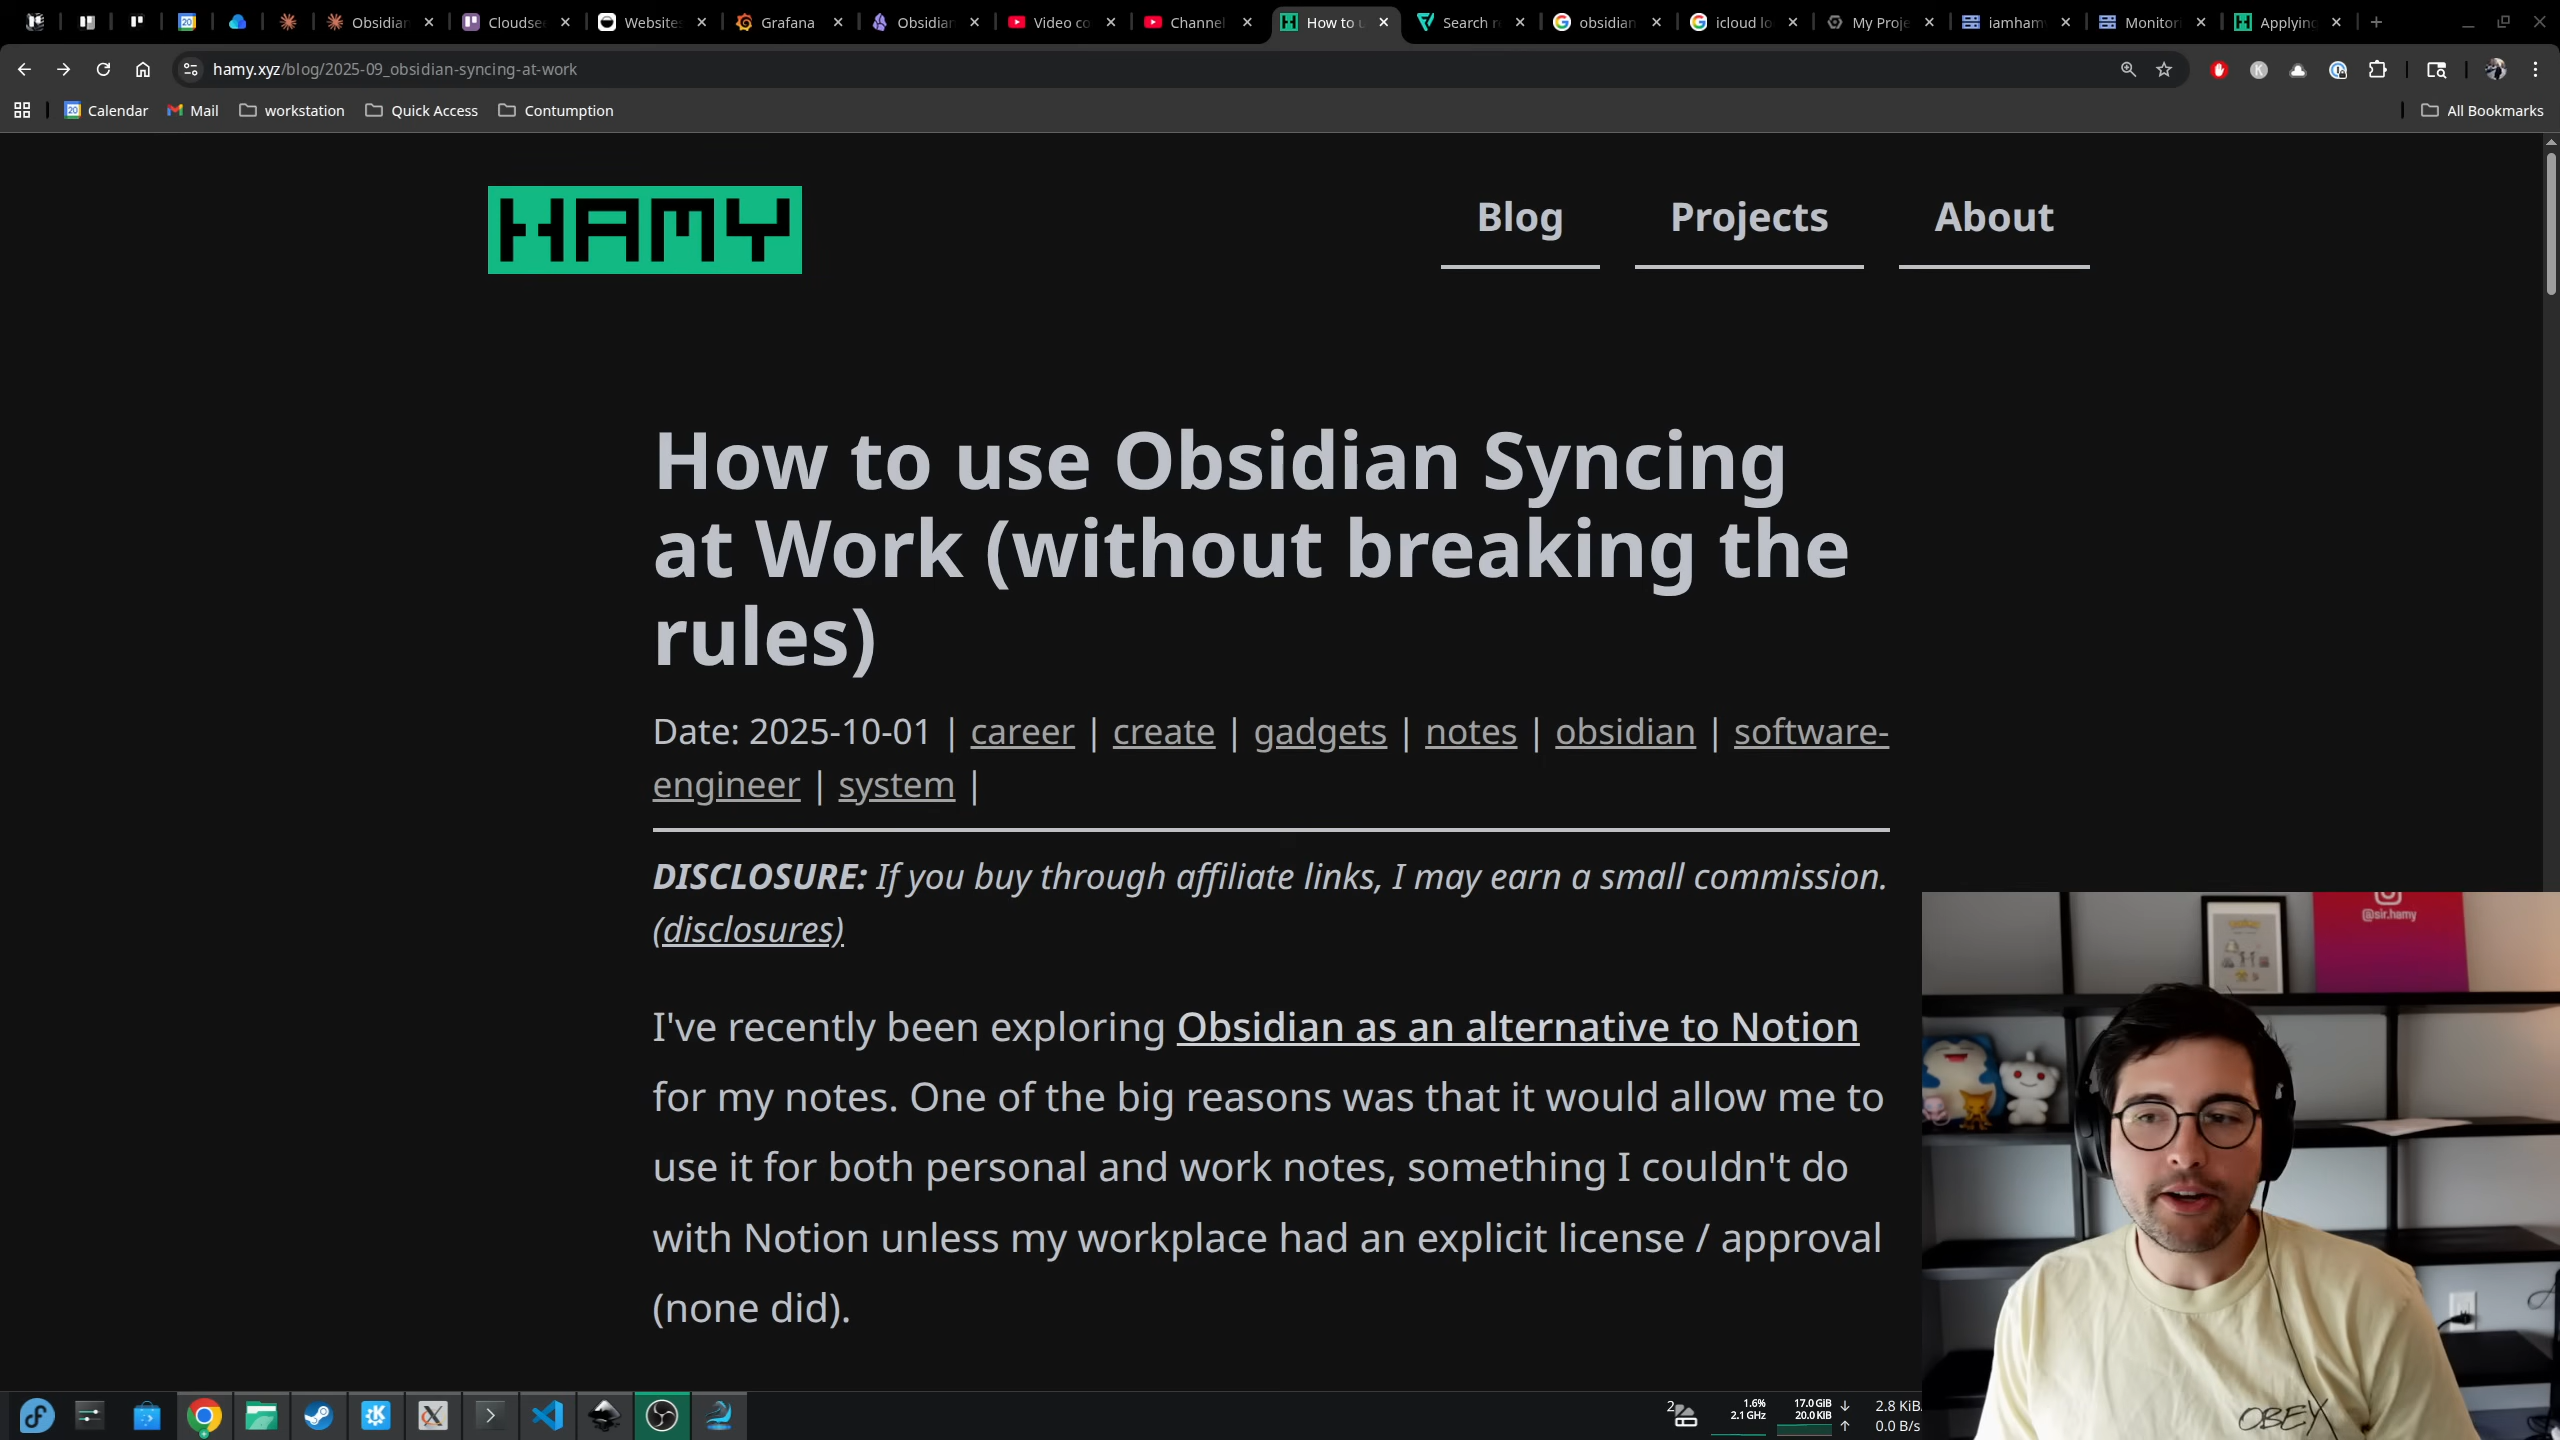 Obsidian
Cloudse
Website
Grafana
Obsidian
Video co
Channel
How to u
Search r
obsidian
icloud lo
My Proje
iamham
Monitori
Applying
hamy.xyz/blog/2025-09_obsidian-syncing-at-work
Calendar
Mail
workstation
Quick Access
Contumption
All Bookmarks
HAMY
Blog
Projects
About
How to use Obsidian Syncing
at Work (without breaking the
rules)
Date: 2025-10-01 | career | create | gadgets | notes | obsidian | software-
engineer | system |
DISCLOSURE: If you buy through affiliate links, I may earn a small commission.
(disclosures)
I've recently been exploring Obsidian as an alternative to Notion
for my notes. One of the big reasons was that it would allow me to
use it for both personal and work notes, something I couldn't do
with Notion unless my workplace had an explicit license / approval
(none did).
@sir.hamy
OBEY
2
1.6%
2.1 GHz
17.0 GiB
20.0 KiB
2.8 KiB
0.0 B/s